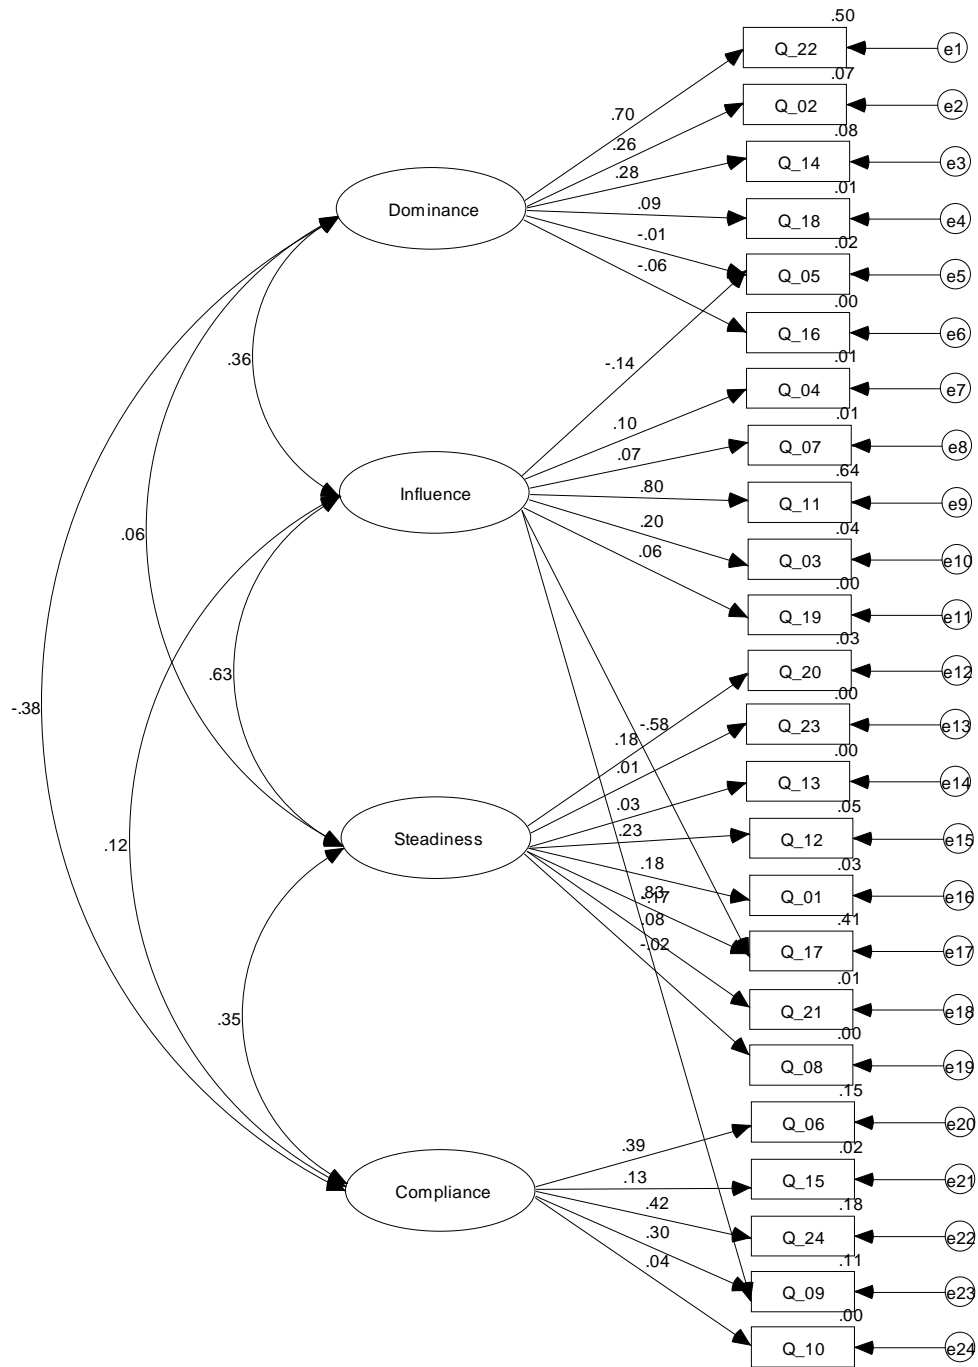 .50
Q_22
e1
.07
Q_02
e2
.70
.26
.08
Q_14
e3
.28
.01
Dominance
.09
Q_18
e4
-.01
.02
Q_05
e5
-.06
.00
Q_16
e6
.36
-.14
.01
Q_04
e7
.10
.01
Q_07
e8
.07
.64
Influence
.80
Q_11
e9
.20
.04
.06
.06
Q_03
e10
.00
Q_19
e11
.03
.63
Q_20
e12
.00
-.38
-.58
.18
Q_23
e13
.01
.00
Q_13
e14
.03
.05
Steadiness
.23
Q_12
e15
.12
.18
.03
.83
-.17
Q_01
e16
.08
.41
-.02
Q_17
e17
.01
.35
Q_21
e18
.00
Q_08
e19
.15
Q_06
e20
.39
.02
.13
Q_15
e21
Compliance
.42
.18
.30
Q_24
e22
.04
.11
Q_09
e23
.00
Q_10
e24